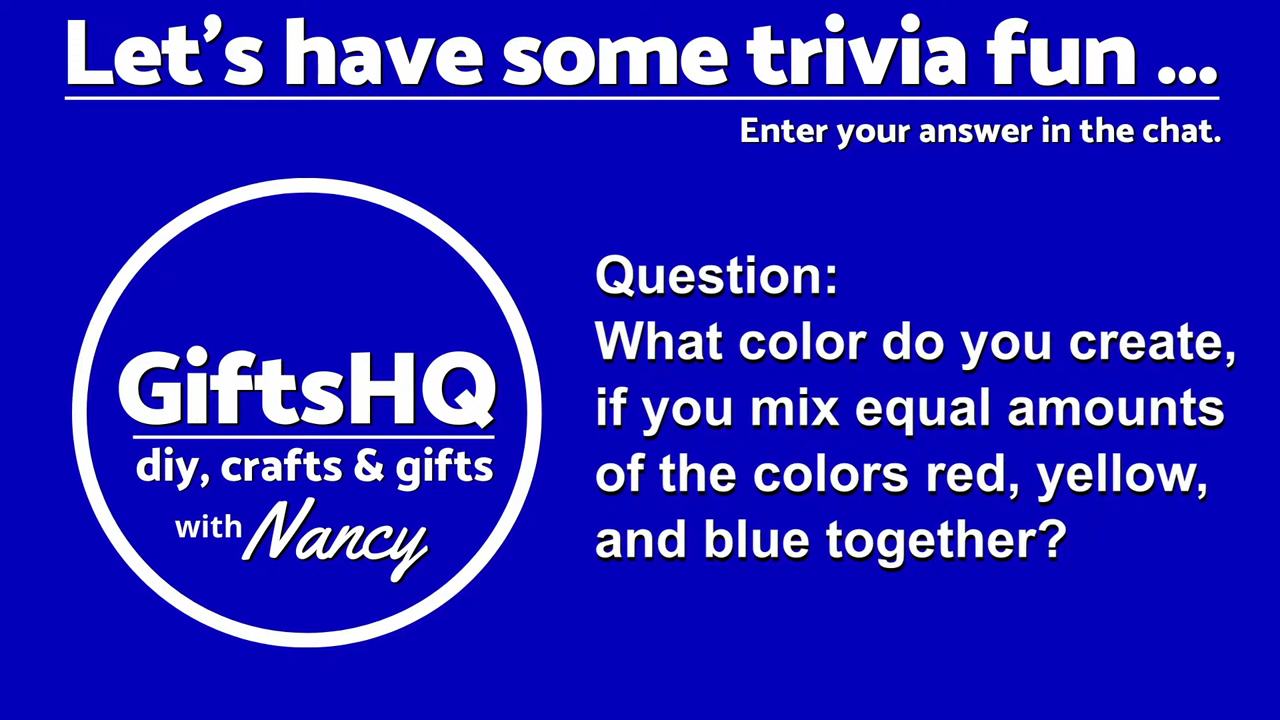 Let's have some trivia fun ...
Enter your answer in the chat.
GiftsHQ
diy, crafts & gifts
with Nancy
Question:
What color do you create,
if you mix equal amounts
of the colors red, yellow,
and blue together?